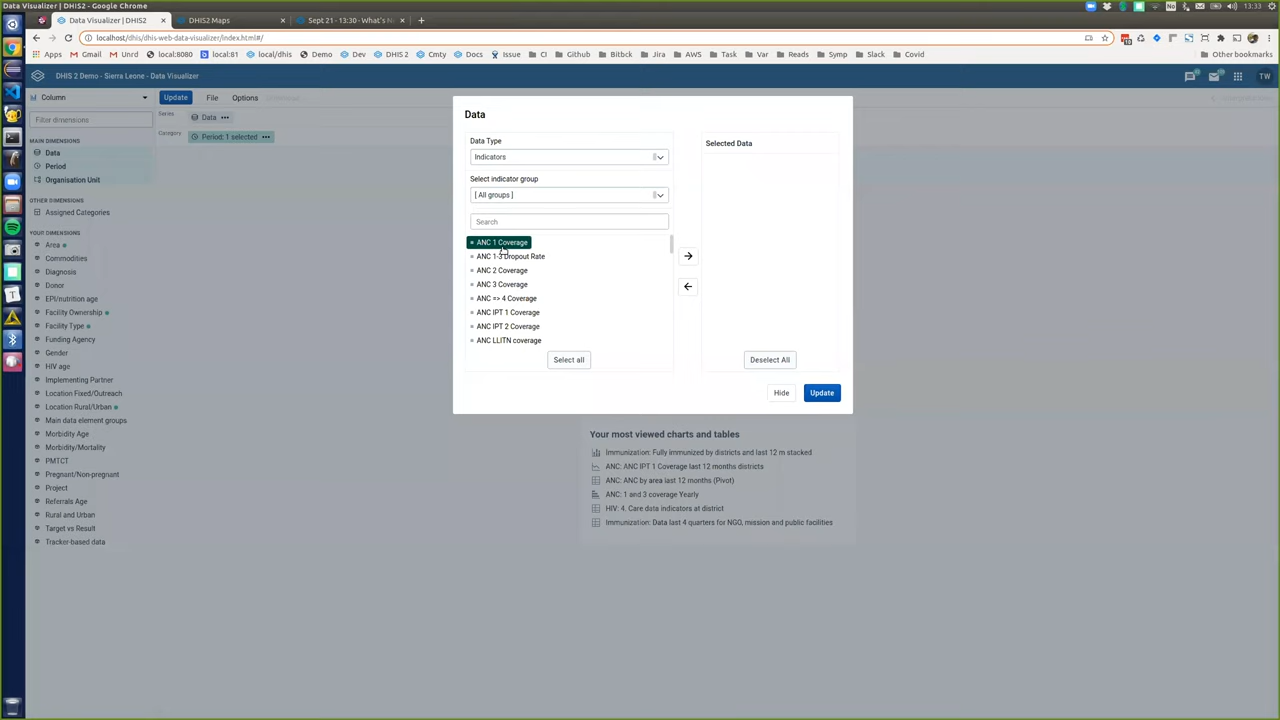 Data Visualizer | DHIS2 - Google Chrome
No
13:33
Data Visualizer | DHIS2
DHIS2 Maps
Sept 21 - 13:30 - What's N
localhost/dhis/dhis-web-data-visualizer/index.html#/
Apps
Gmail
Unrd
local:8080
local:81
Demo
local/dhis
Dev
DHIS 2
Cmty
Docs
Issue
CI
Github
Bitbck
Jira
AWS
Task
Var
Reads
Symp
Slack
Covid
Other bookmarks
DHIS 2 Demo - Sierra Leone - Data Visualizer
TW
Column
Update
File
Options
Filter dimensions
Series
Data
Category
Period: 1 selected
MAIN DIMENSIONS
Data
Period
Organisation Unit
OTHER DIMENSIONS
Assigned Categories
YOUR DIMENSIONS
Area
Commodities
Diagnosis
Donor
EPI/nutrition age
Facility Ownership
Facility Type
Funding Agency
Gender
HIV age
Implementing Partner
Location Fixed/Outreach
Location Rural/Urban
Main data element groups
Morbidity Age
Morbidity/Mortality
PMTCT
Pregnant/Non-pregnant
Project
Referrals Age
Rural and Urban
Target vs Result
Tracker-based data
Data
Data Type
Indicators
Select indicator group
[ All groups ]
Search
ANC 1 Coverage
ANC 1-3 Dropout Rate
ANC 2 Coverage
ANC 3 Coverage
ANC => 4 Coverage
ANC IPT 1 Coverage
ANC IPT 2 Coverage
ANC LLITN coverage
Select all
Selected Data
Deselect All
Hide
Update
Your most viewed charts and tables
Immunization: Fully immunized by districts and last 12 m stacked
ANC: ANC IPT 1 Coverage last 12 months districts
ANC: ANC by area last 12 months (Pivot)
ANC: 1 and 3 coverage Yearly
HIV: 4. Care data indicators at district
Immunization: Data last 4 quarters for NGO, mission and public facilities